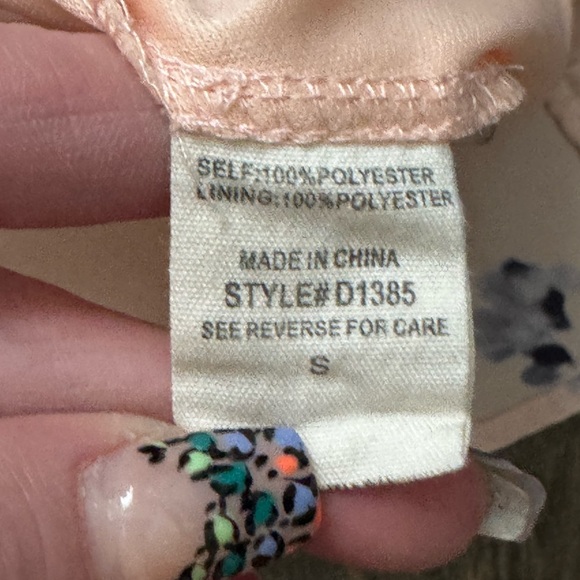 SELF:100%POLYESTER
LINING:100%POLYESTER
MADE IN CHINA
STYLE# D1385
SEE REVERSE FOR CARE
S